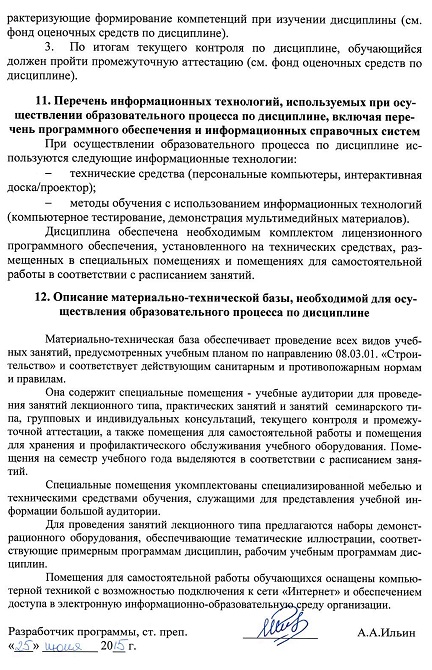 рактеризующие формирование компетенций при изучении дисциплины (см.
фонд оценочных средств по дисциплине).
3. По итогам текущего контроля по дисциплине, обучающийся
должен пройти промежуточную аттестацию (см. фонд оценочных средств по
дисциплине).
11. Перечень информационных технологий, используемых при осу-
ществлении образовательного процесса по дисциплине, включая пере-
чень программного обеспечения и информационных справочных систем
При осуществлении образовательного процесса по дисциплине ис-
пользуются следующие информационные технологии:
– технические средства (персональные компьютеры, интерактивная
доска/проектор);
– методы обучения с использованием информационных технологий
(компьютерное тестирование, демонстрация мультимедийных материалов).
Дисциплина обеспечена необходимым комплектом лицензионного
программного обеспечения, установленного на технических средствах, раз-
мещенных в специальных помещениях и помещениях для самостоятельной
работы в соответствии с расписанием занятий.
12. Описание материально-технической базы, необходимой для осу-
ществления образовательного процесса по дисциплине
Материально-техническая база обеспечивает проведение всех видов учеб-
ных занятий, предусмотренных учебным планом по направлению 08.03.01. «Строи-
тельство» и соответствует действующим санитарным и противопожарным нормам
и правилам.
Она содержит специальные помещения - учебные аудитории для проведе-
ния занятий лекционного типа, практических занятий и занятий семинарского ти-
па, групповых и индивидуальных консультаций, текущего контроля и промежу-
точной аттестации, а также помещения для самостоятельной работы и помещения
для хранения и профилактического обслуживания учебного оборудования. Поме-
щения на семестр учебного года выделяются в соответствии с расписанием заня-
тий.
Специальные помещения укомплектованы специализированной мебелью и
техническими средствами обучения, служащими для представления учебной ин-
формации большой аудитории.
Для проведения занятий лекционного типа предлагаются наборы демонст-
рационного оборудования, обеспечивающие тематические иллюстрации, соответ-
ствующие примерным программам дисциплин, рабочим учебным программам дис-
циплин.
Помещения для самостоятельной работы обучающихся оснащены компью-
терной техникой с возможностью подключения к сети «Интернет» и обеспечением
доступа в электронную информационно-образовательную среду организации.
Разработчик программы, ст. преп. А.А.Ильин
«25» июня 2015 г.